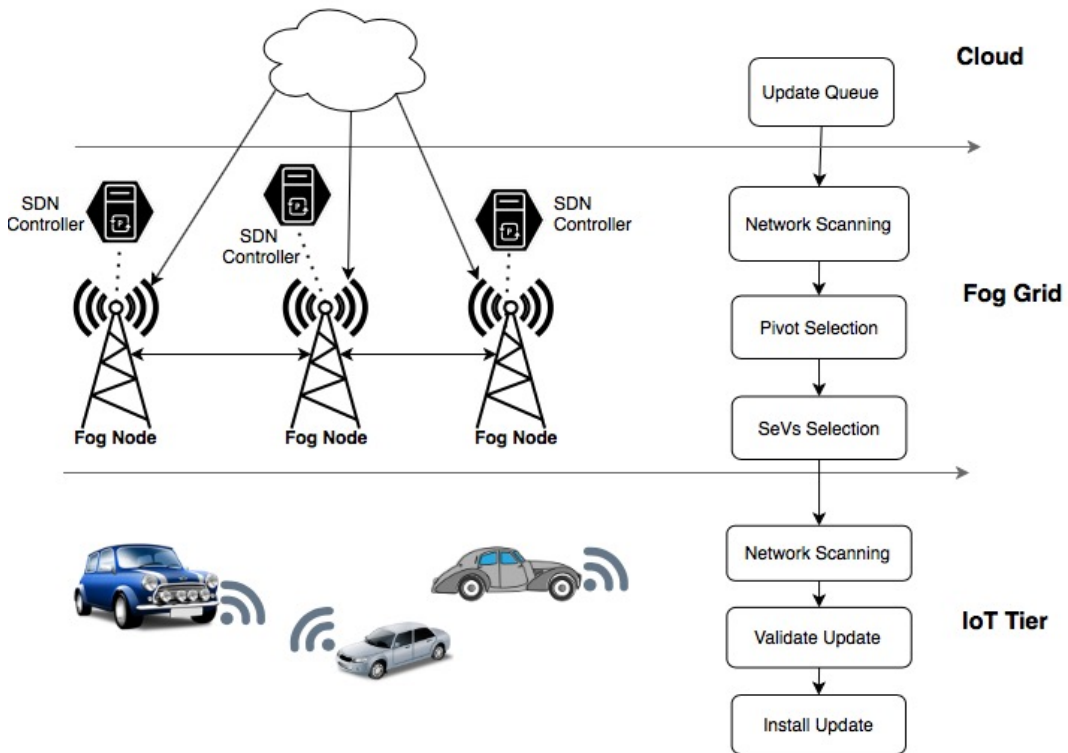 Cloud
Update Queue
SDN
Controller
SDN
Controller
SDN
Controller
Network Scanning
Fog Grid
Pivot Selection
SeVs Selection
Fog Node
Fog Node
Fog Node
Network Scanning
IoT Tier
Validate Update
Install Update